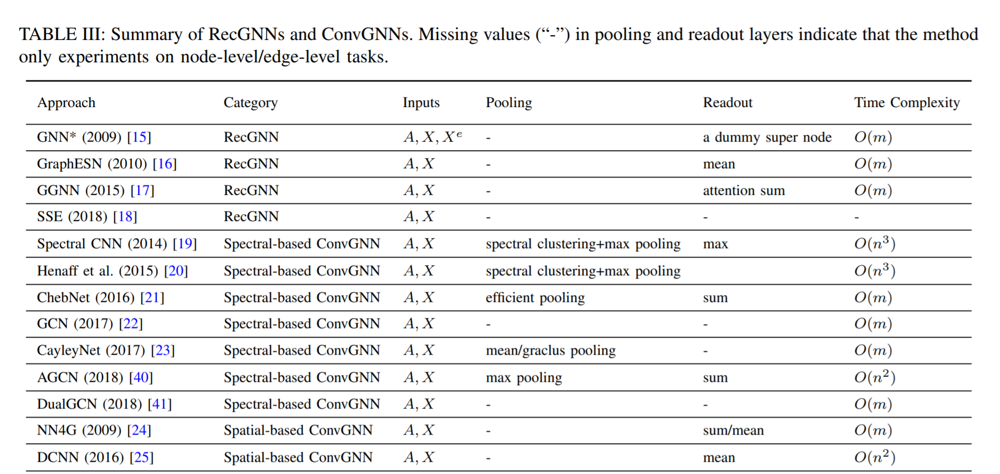 TABLE III: Summary of RecGNNs and ConvGNNs. Missing values (“-”) in pooling and readout layers indicate that the method
only experiments on node-level/edge-level tasks.
Approach Category Inputs Pooling Readout Time Complexity
GNN* (2009) [15] RecGNN A, X, X^e - a dummy super node O(m)
GraphESN (2010) [16] RecGNN A, X - mean O(m)
GGNN (2015) [17] RecGNN A, X - attention sum O(m)
SSE (2018) [18] RecGNN A, X - - -
Spectral CNN (2014) [19] Spectral-based ConvGNN A, X spectral clustering+max pooling max O(n³)
Henaff et al. (2015) [20] Spectral-based ConvGNN A, X spectral clustering+max pooling O(n³)
ChebNet (2016) [21] Spectral-based ConvGNN A, X efficient pooling sum O(m)
GCN (2017) [22] Spectral-based ConvGNN A, X - - O(m)
CayleyNet (2017) [23] Spectral-based ConvGNN A, X mean/graclus pooling - O(m)
AGCN (2018) [40] Spectral-based ConvGNN A, X max pooling sum O(n²)
DualGCN (2018) [41] Spectral-based ConvGNN A, X - - O(m)
NN4G (2009) [24] Spatial-based ConvGNN A, X - sum/mean O(m)
DCNN (2016) [25] Spatial-based ConvGNN A, X - mean O(n²)